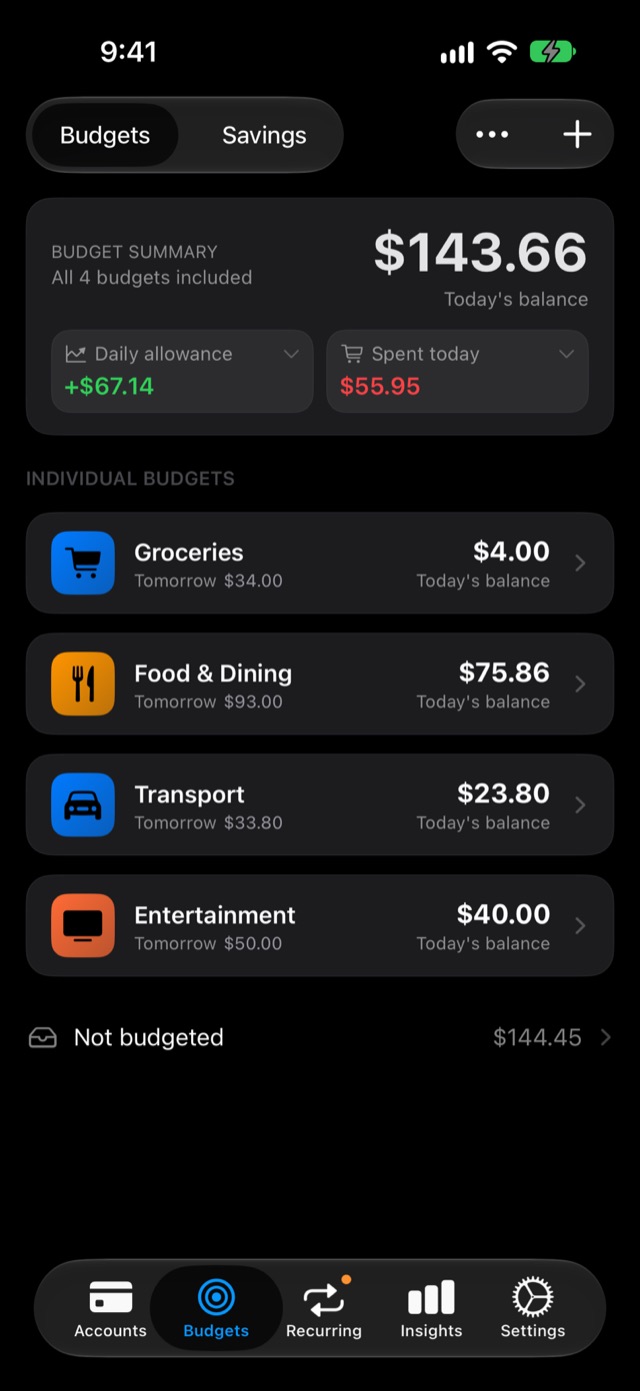 9:41
Budgets
Savings
BUDGET SUMMARY
All 4 budgets included
$143.66
Today's balance
Daily allowance
+$67.14
Spent today
$55.95
INDIVIDUAL BUDGETS
Groceries
Tomorrow $34.00
$4.00
Today's balance
Food & Dining
Tomorrow $93.00
$75.86
Today's balance
Transport
Tomorrow $33.80
$23.80
Today's balance
Entertainment
Tomorrow $50.00
$40.00
Today's balance
Not budgeted
$144.45
Accounts
Budgets
Recurring
Insights
Settings